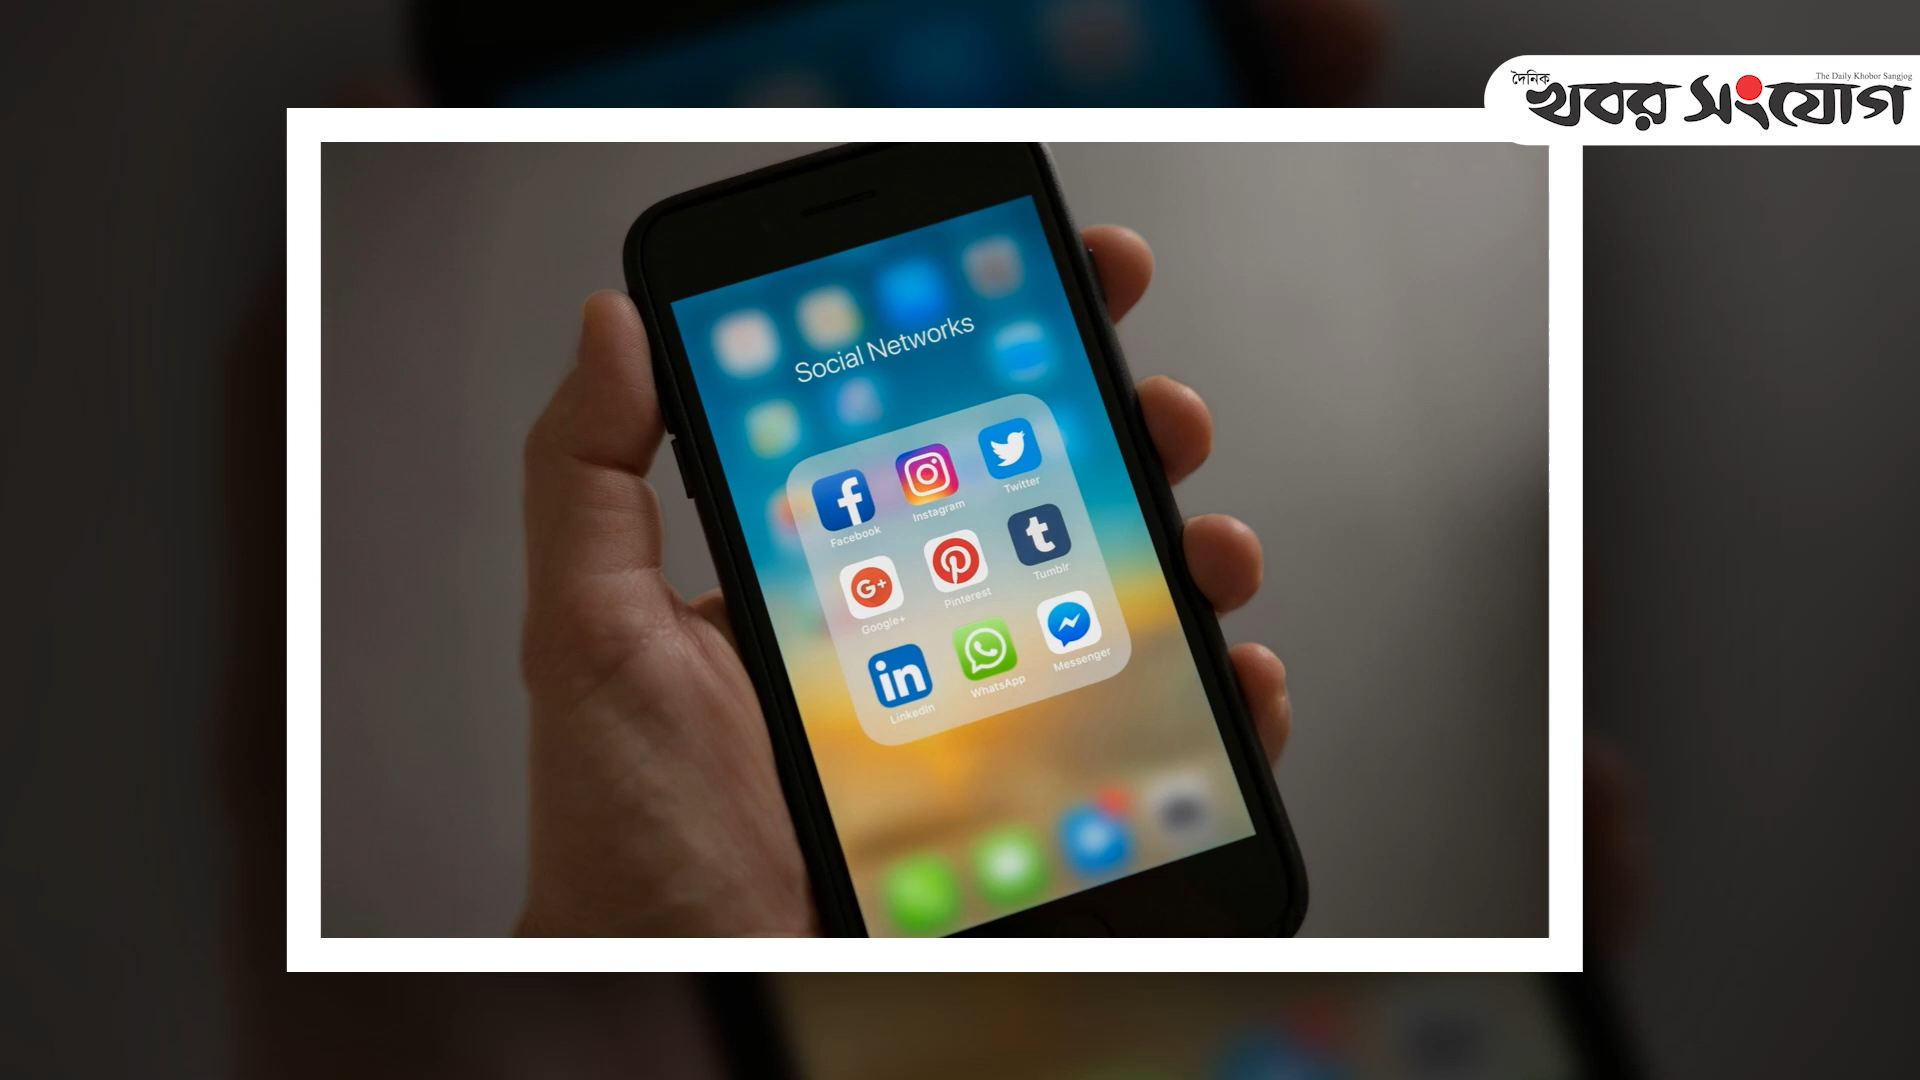 দৈনিক
The Daily Khobor Sangjog
খবর সংযোগ
Social Networks
Facebook
Instagram
Twitter
Google+
Pinterest
Tumblr
LinkedIn
WhatsApp
Messenger